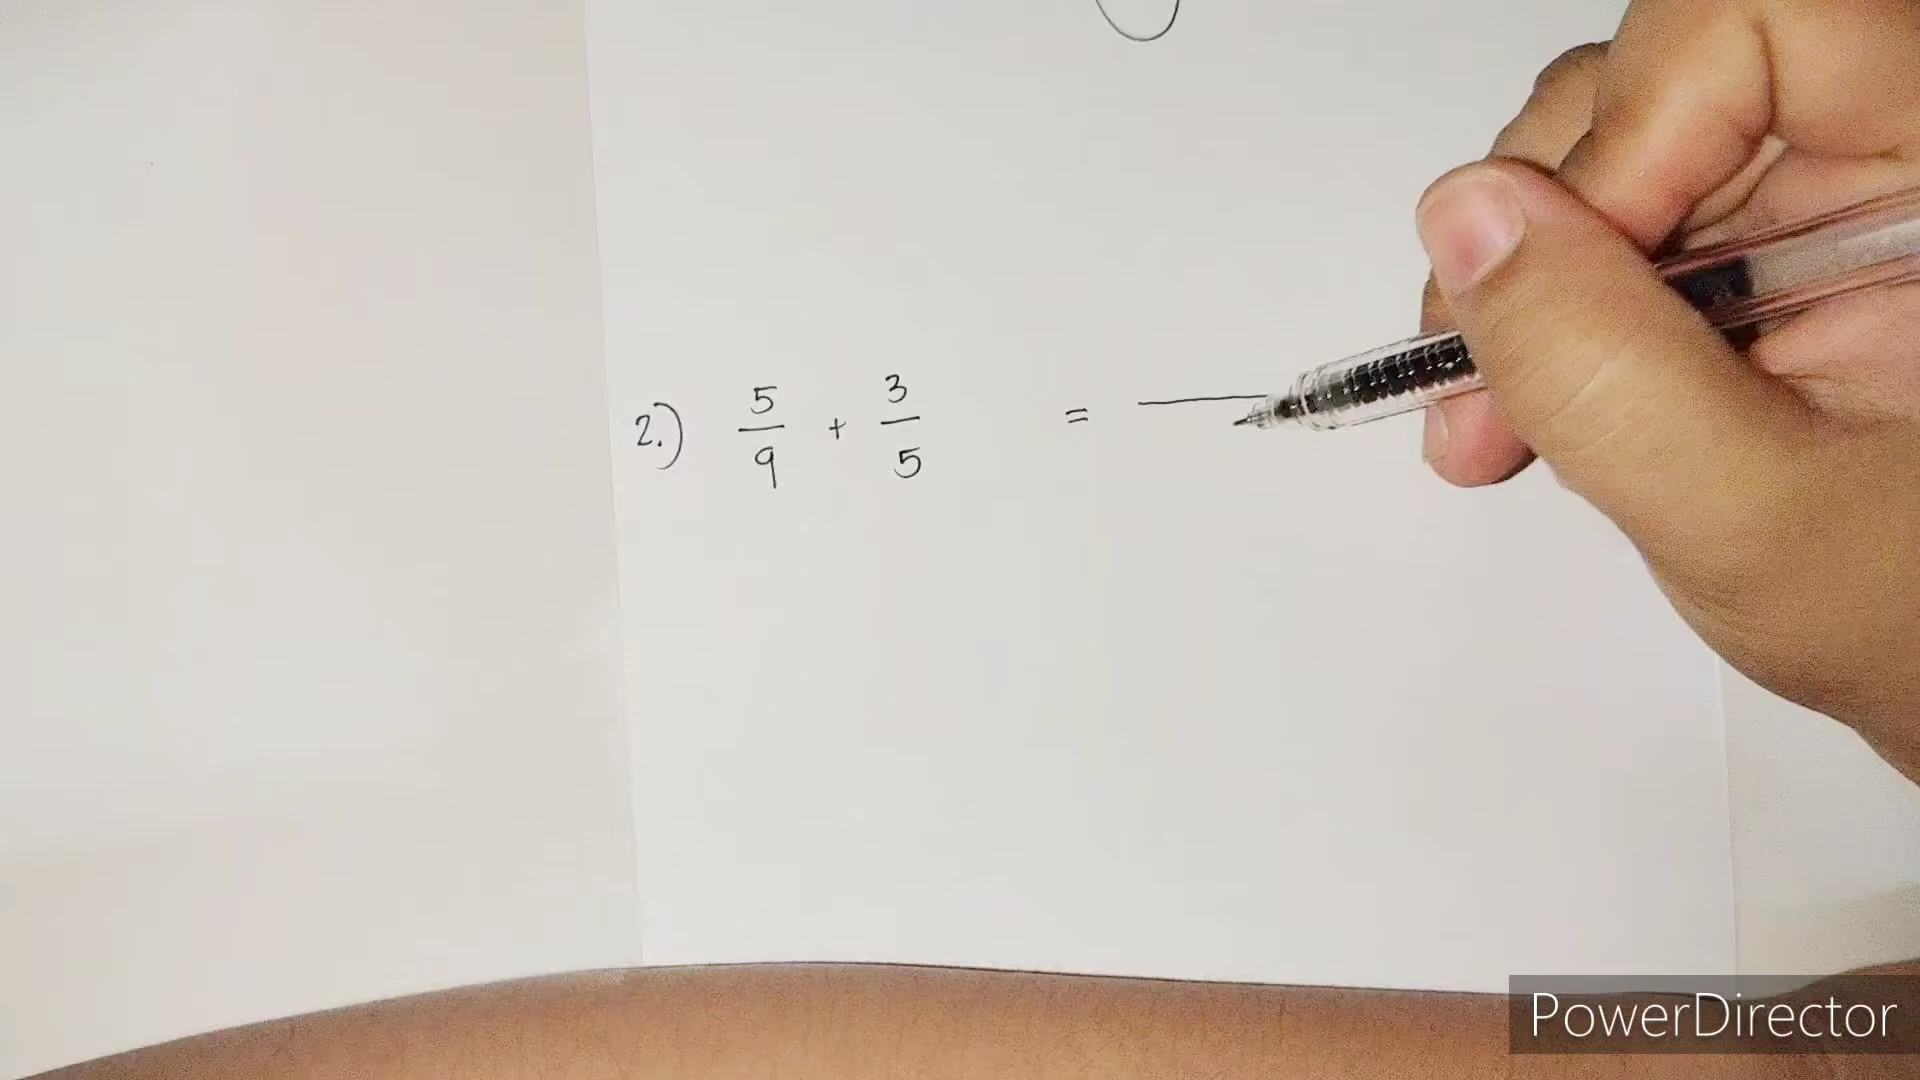 2.) 5/9 + 3/5 =
PowerDirector